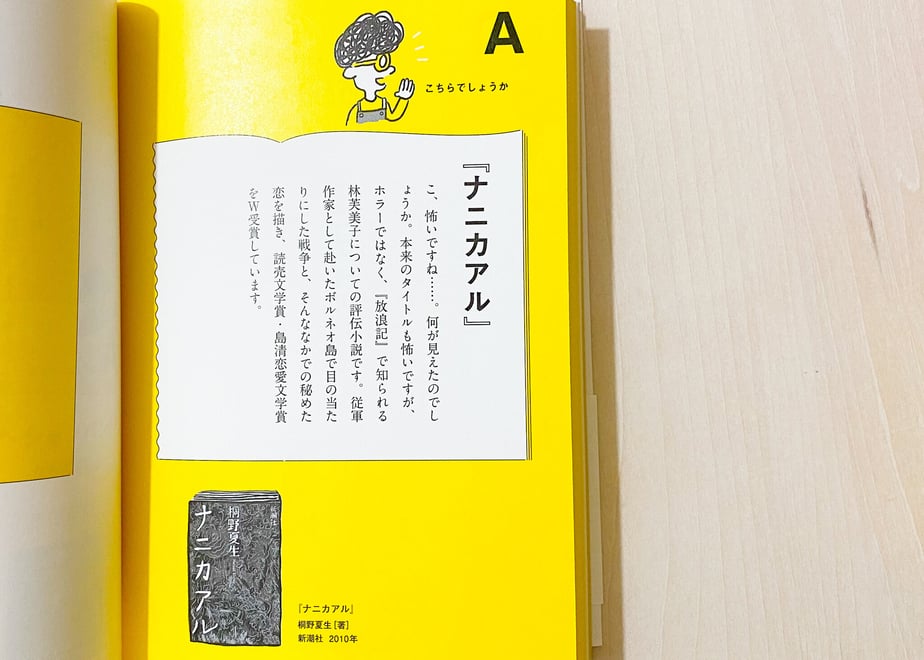 A
こちらでしょうか
『ナニカアル』
こ、怖いですね……。何が見えたのでし
ょうか。本来のタイトルも怖いですが、
ホラーではなく、『放浪記』で知られる
林芙美子についての評伝小説です。従軍
作家として赴いたボルネオ島で目の当た
りにした戦争と、そんななかでの秘めた
恋を描き、読売文学賞・島清恋愛文学賞
をW受賞しています。
桐野夏生
ナニカアル
『ナニカアル』
桐野夏生[著]
新潮社 2010年